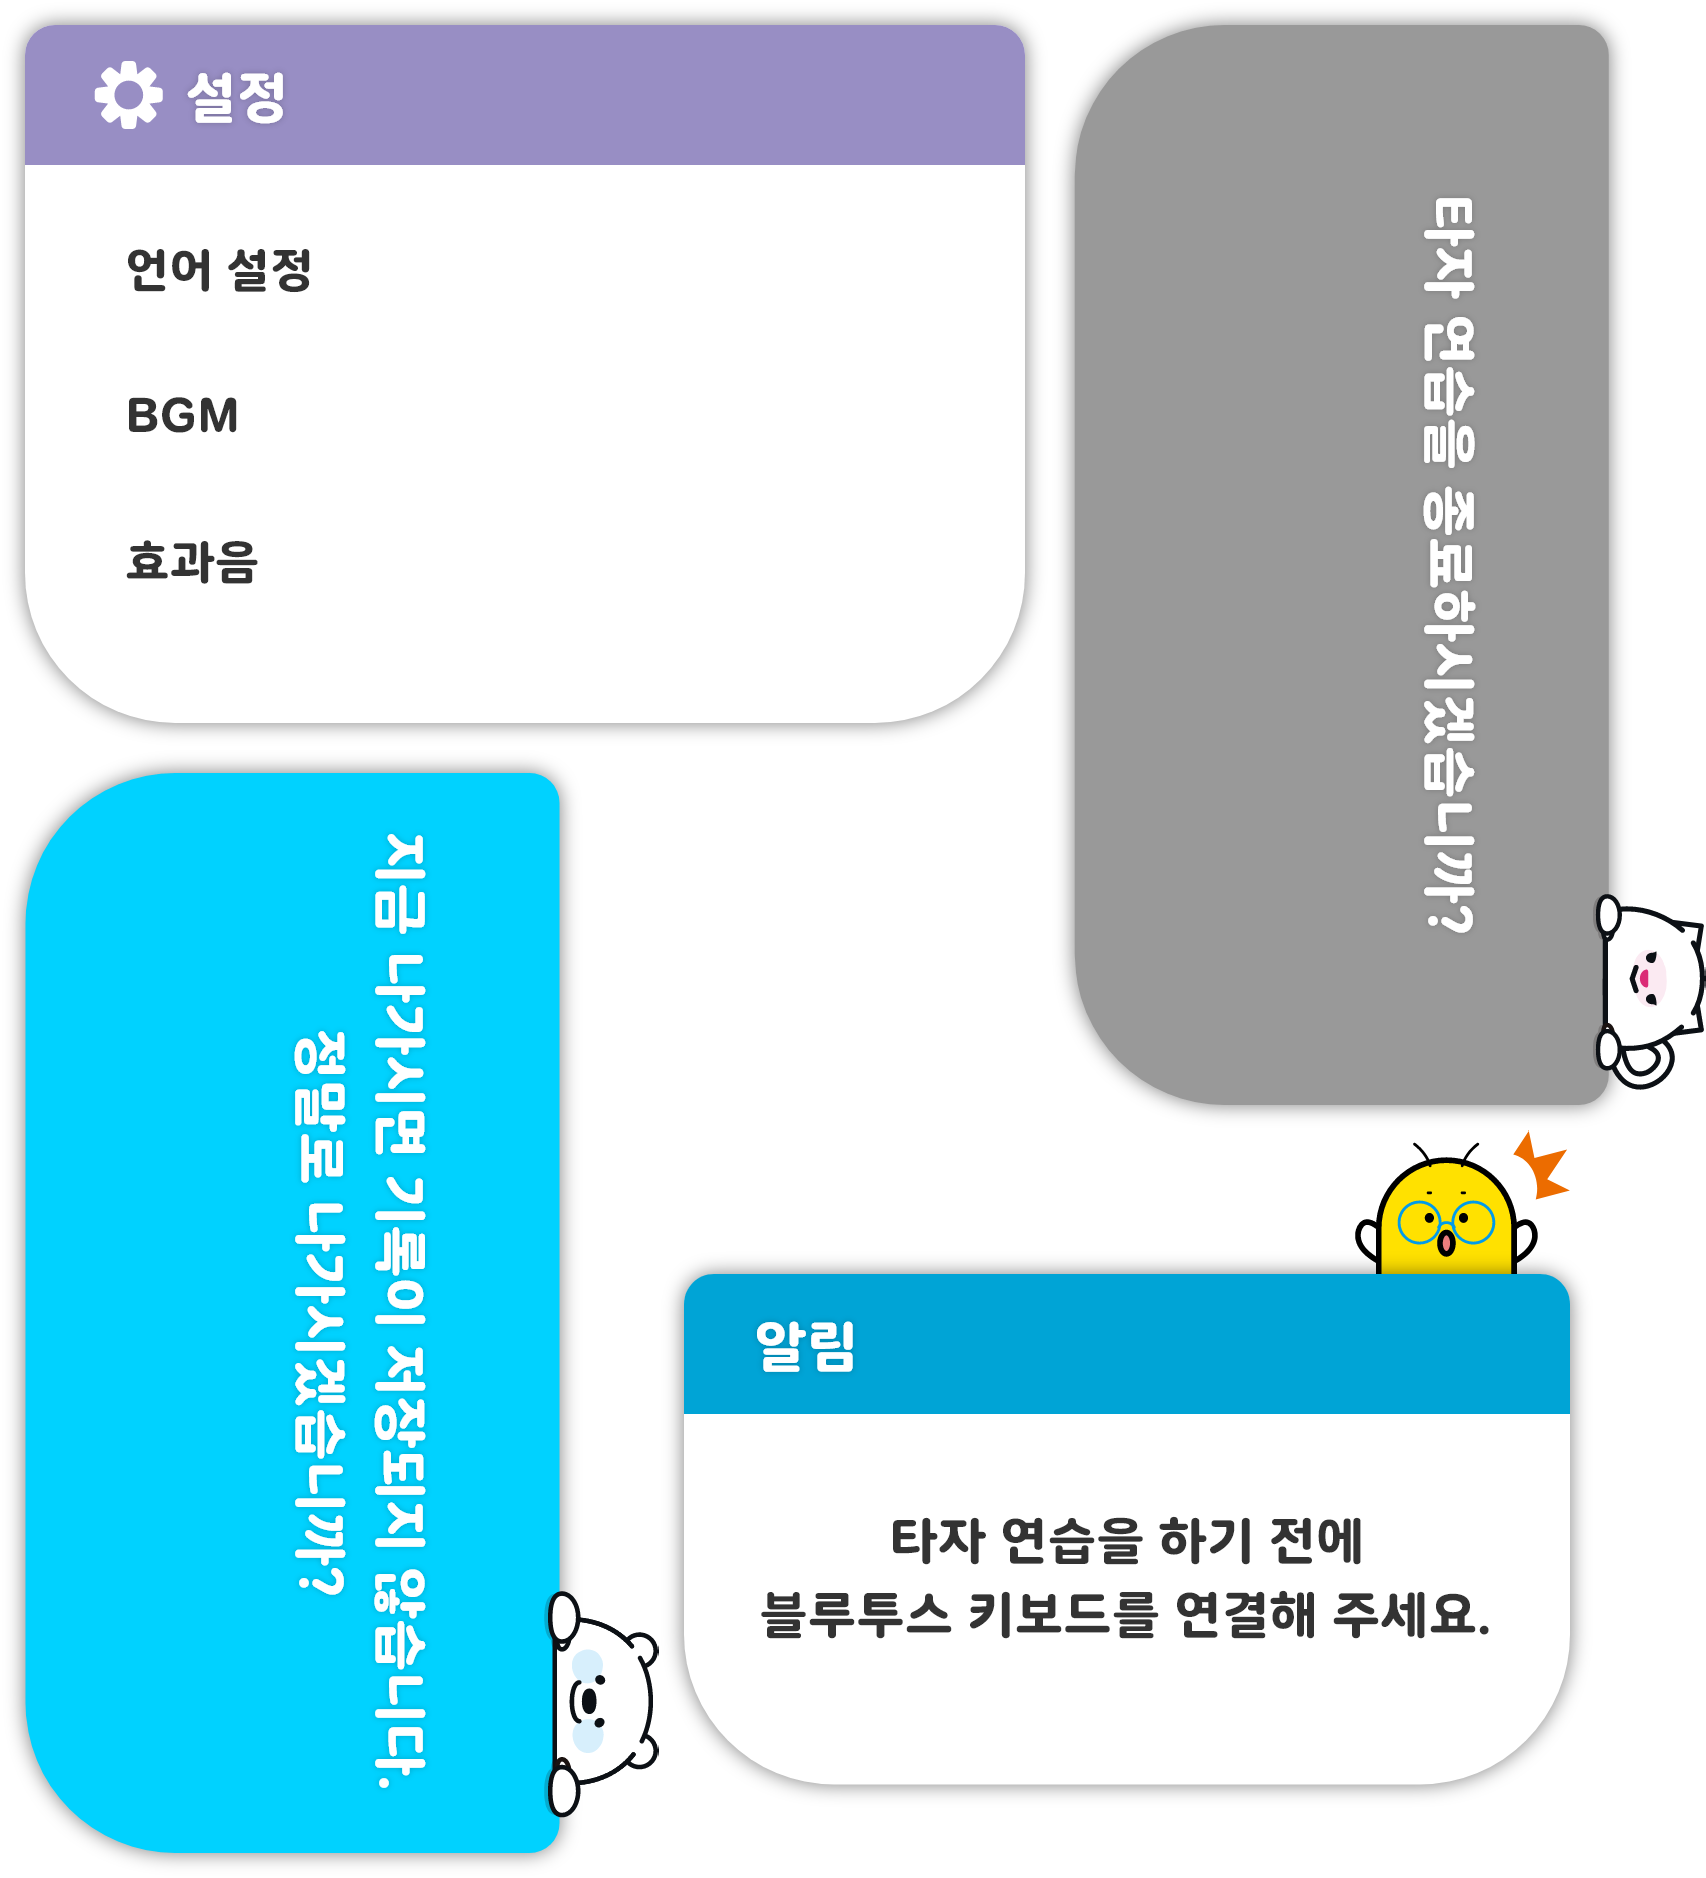 설정
언어 설정
BGM
효과음
타자 연습을 종료하시겠습니까?
지금 나가시면 기록이 저장되지 않습니다.
정말로 나가시겠습니까?
알림
타자 연습을 하기 전에
블루투스 키보드를 연결해 주세요.